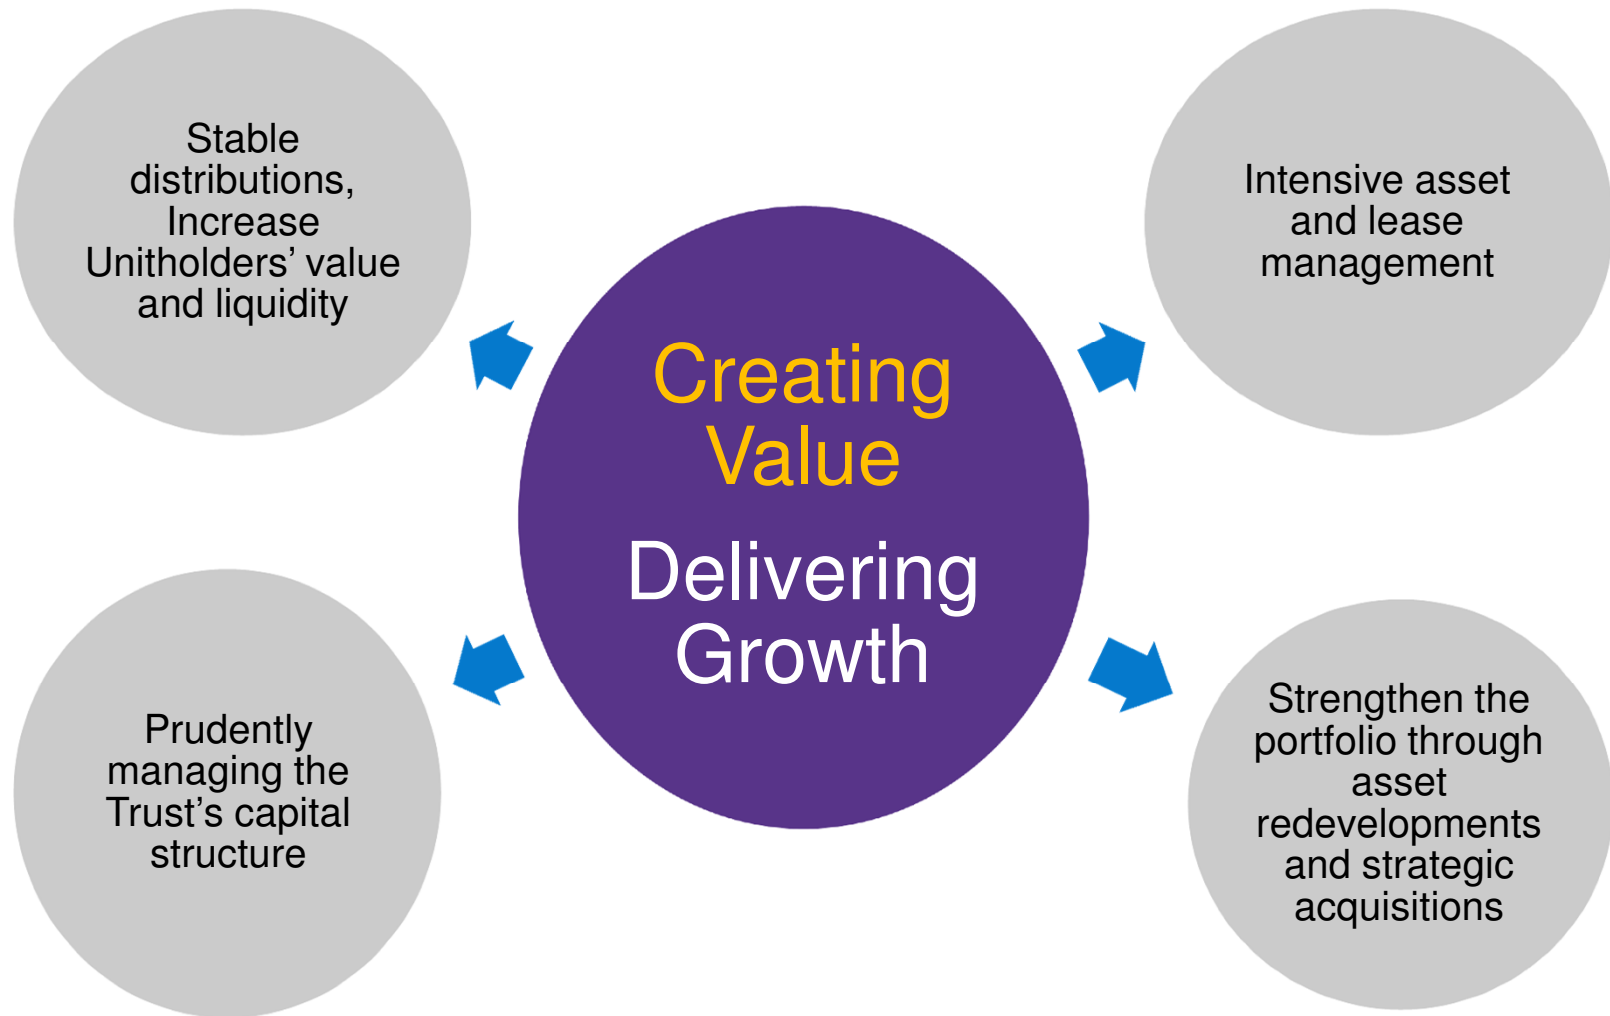 Stable
distributions,
Increase
Unitholders’ value
and liquidity
Intensive asset
and lease
management
Creating
Value
Delivering
Growth
Prudently
managing the
Trust’s capital
structure
Strengthen the
portfolio through
asset
redevelopments
and strategic
acquisitions